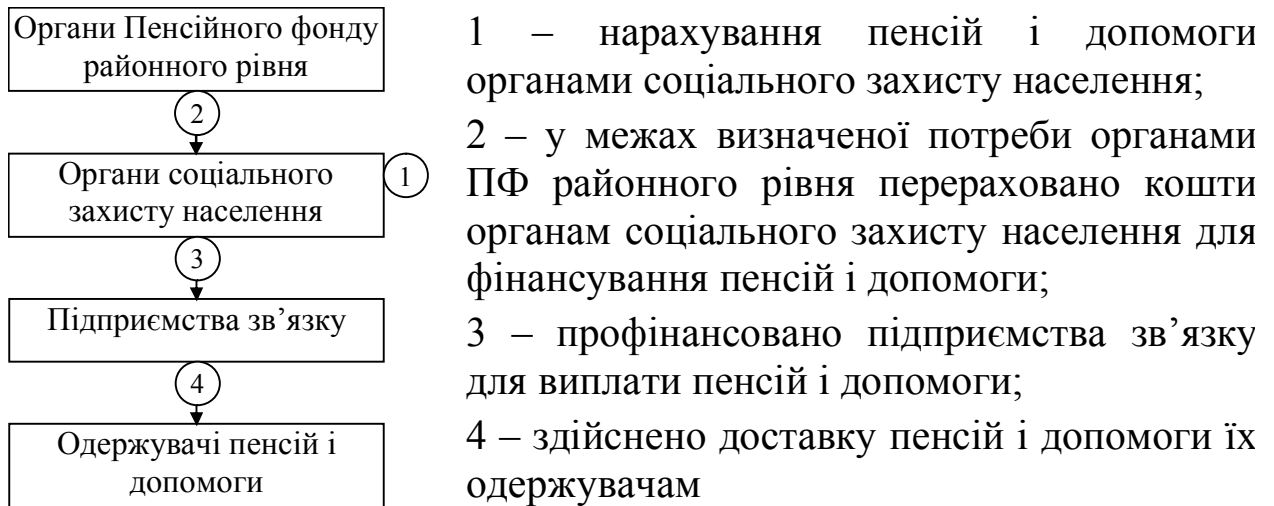 Органи Пенсійного фонду
районного рівня
2
Органи соціального
захисту населення
1
3
Підприємства зв’язку
4
Одержувачі пенсій і
допомоги
1 – нарахування пенсій і допомоги
органами соціального захисту населення;
2 – у межах визначеної потреби органами
ПФ районного рівня перераховано кошти
органам соціального захисту населення для
фінансування пенсій і допомоги;
3 – профінансовано підприємства зв’язку
для виплати пенсій і допомоги;
4 – здійснено доставку пенсій і допомоги їх
одержувачам